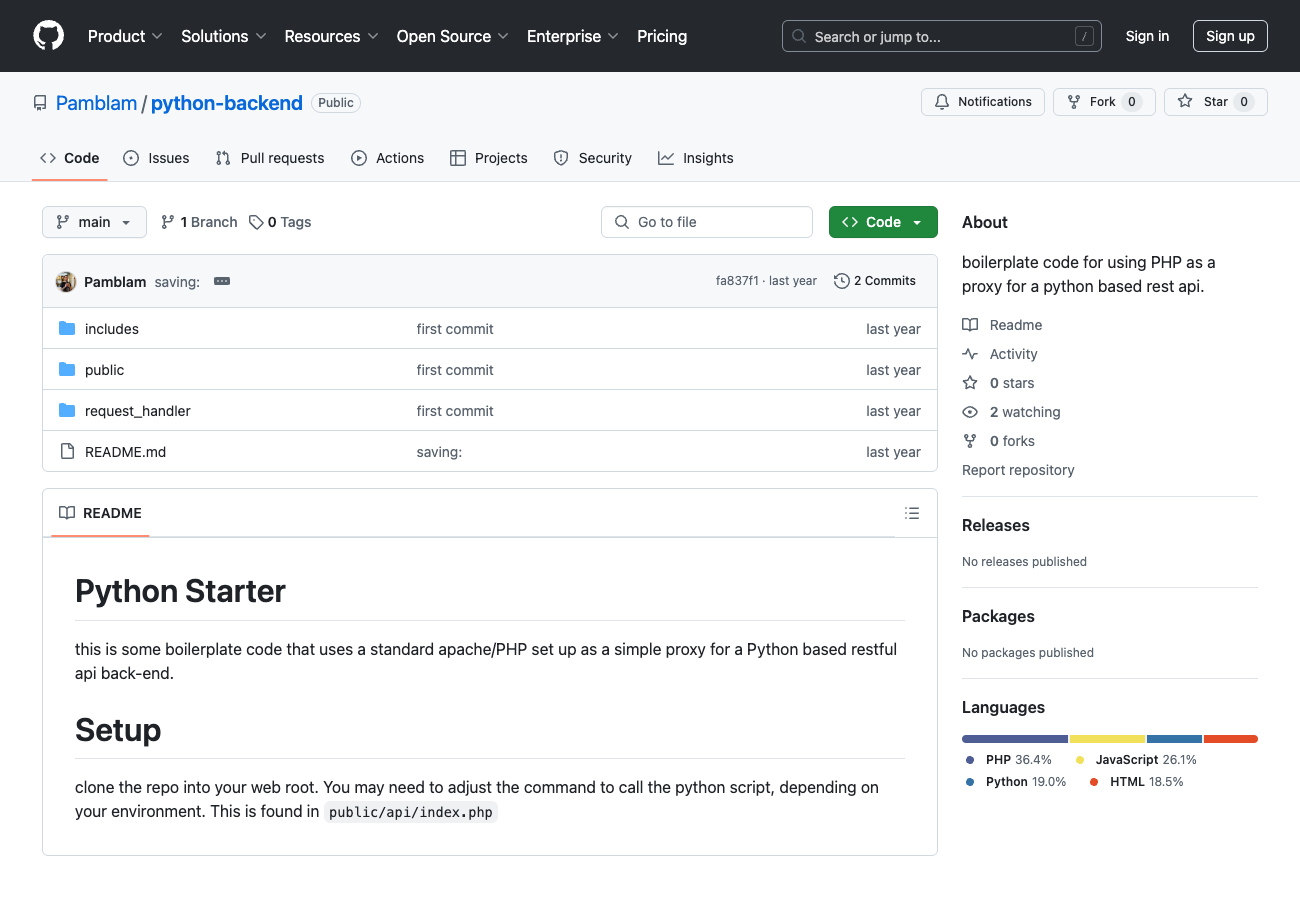 Product Solutions Resources Open Source Enterprise Pricing Search or jump to... / Sign in Sign up
Pamblam / python-backend Public Notifications Fork 0 Star 0
Code Issues Pull requests Actions Projects Security Insights
main 1 Branch 0 Tags Go to file Code
Pamblam saving: fa837f1 · last year 2 Commits
includes first commit last year
public first commit last year
request_handler first commit last year
README.md saving: last year
README
Python Starter
this is some boilerplate code that uses a standard apache/PHP set up as a simple proxy for a Python based restful
api back-end.
Setup
clone the repo into your web root. You may need to adjust the command to call the python script, depending on
your environment. This is found in public/api/index.php
About
boilerplate code for using PHP as a
proxy for a python based rest api.
Readme
Activity
0 stars
2 watching
0 forks
Report repository
Releases
No releases published
Packages
No packages published
Languages
PHP 36.4% JavaScript 26.1%
Python 19.0% HTML 18.5%